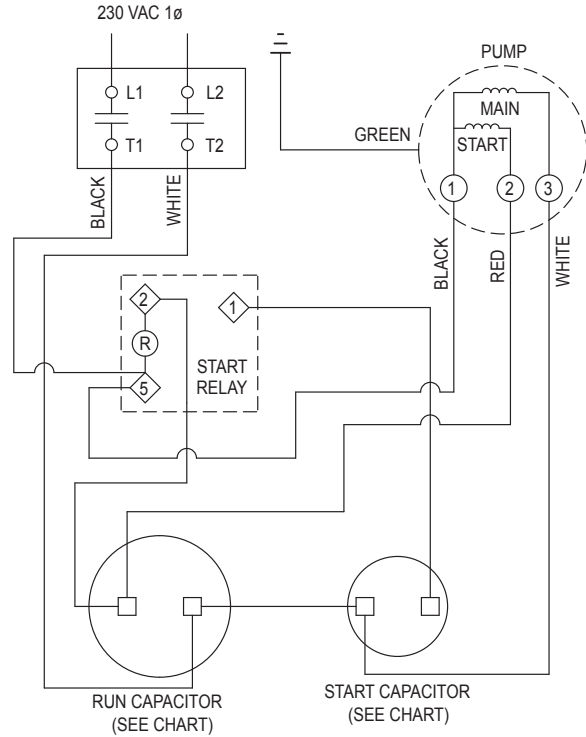 230 VAC 1ø
L1
L2
T1
T2
BLACK
WHITE
GREEN
PUMP
MAIN
START
1
2
3
BLACK
RED
WHITE
2
1
R
5
START
RELAY
RUN CAPACITOR
(SEE CHART)
START CAPACITOR
(SEE CHART)